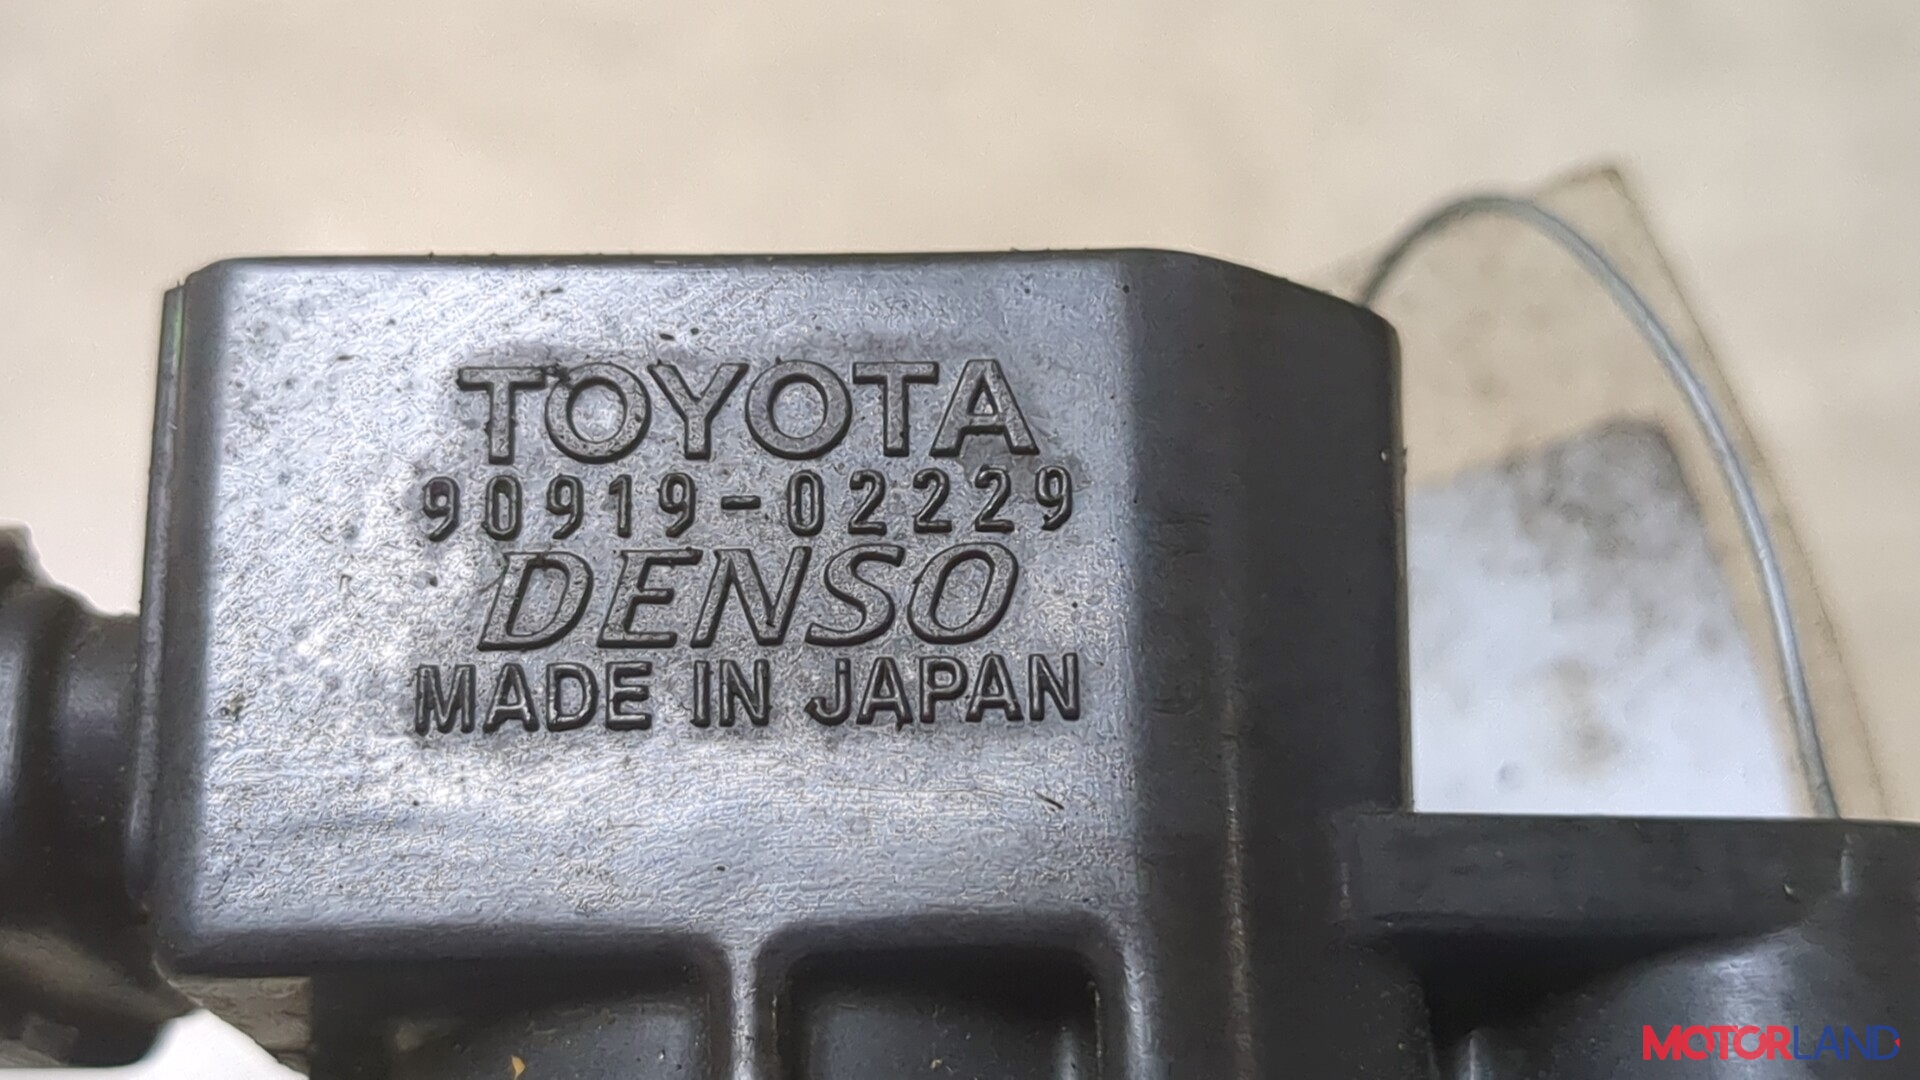 TOYOTA
90919-02229
DENSO
MADE IN JAPAN
MOTORLAND